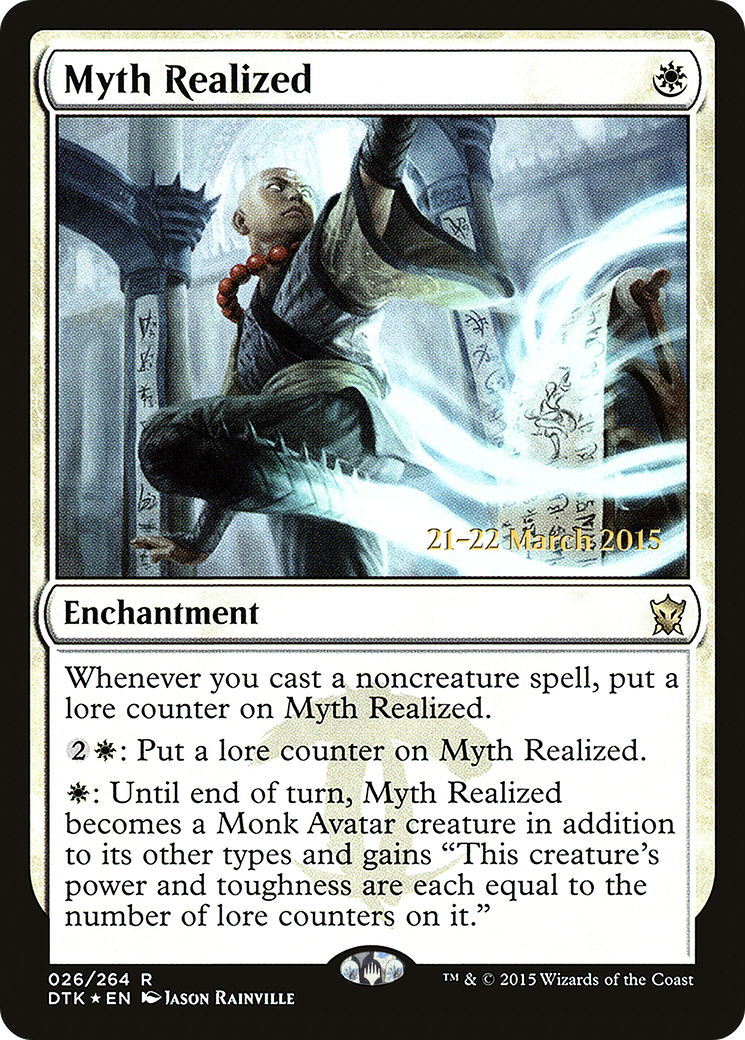 Myth Realized
21–22 March 2015
Enchantment
Whenever you cast a noncreature spell, put a
lore counter on Myth Realized.
2: Put a lore counter on Myth Realized.
: Until end of turn, Myth Realized
becomes a Monk Avatar creature in addition
to its other types and gains “This creature’s
power and toughness are each equal to the
number of lore counters on it.”
026/264 R
DTK ★ EN Jason Rainville
™ & © 2015 Wizards of the Coast